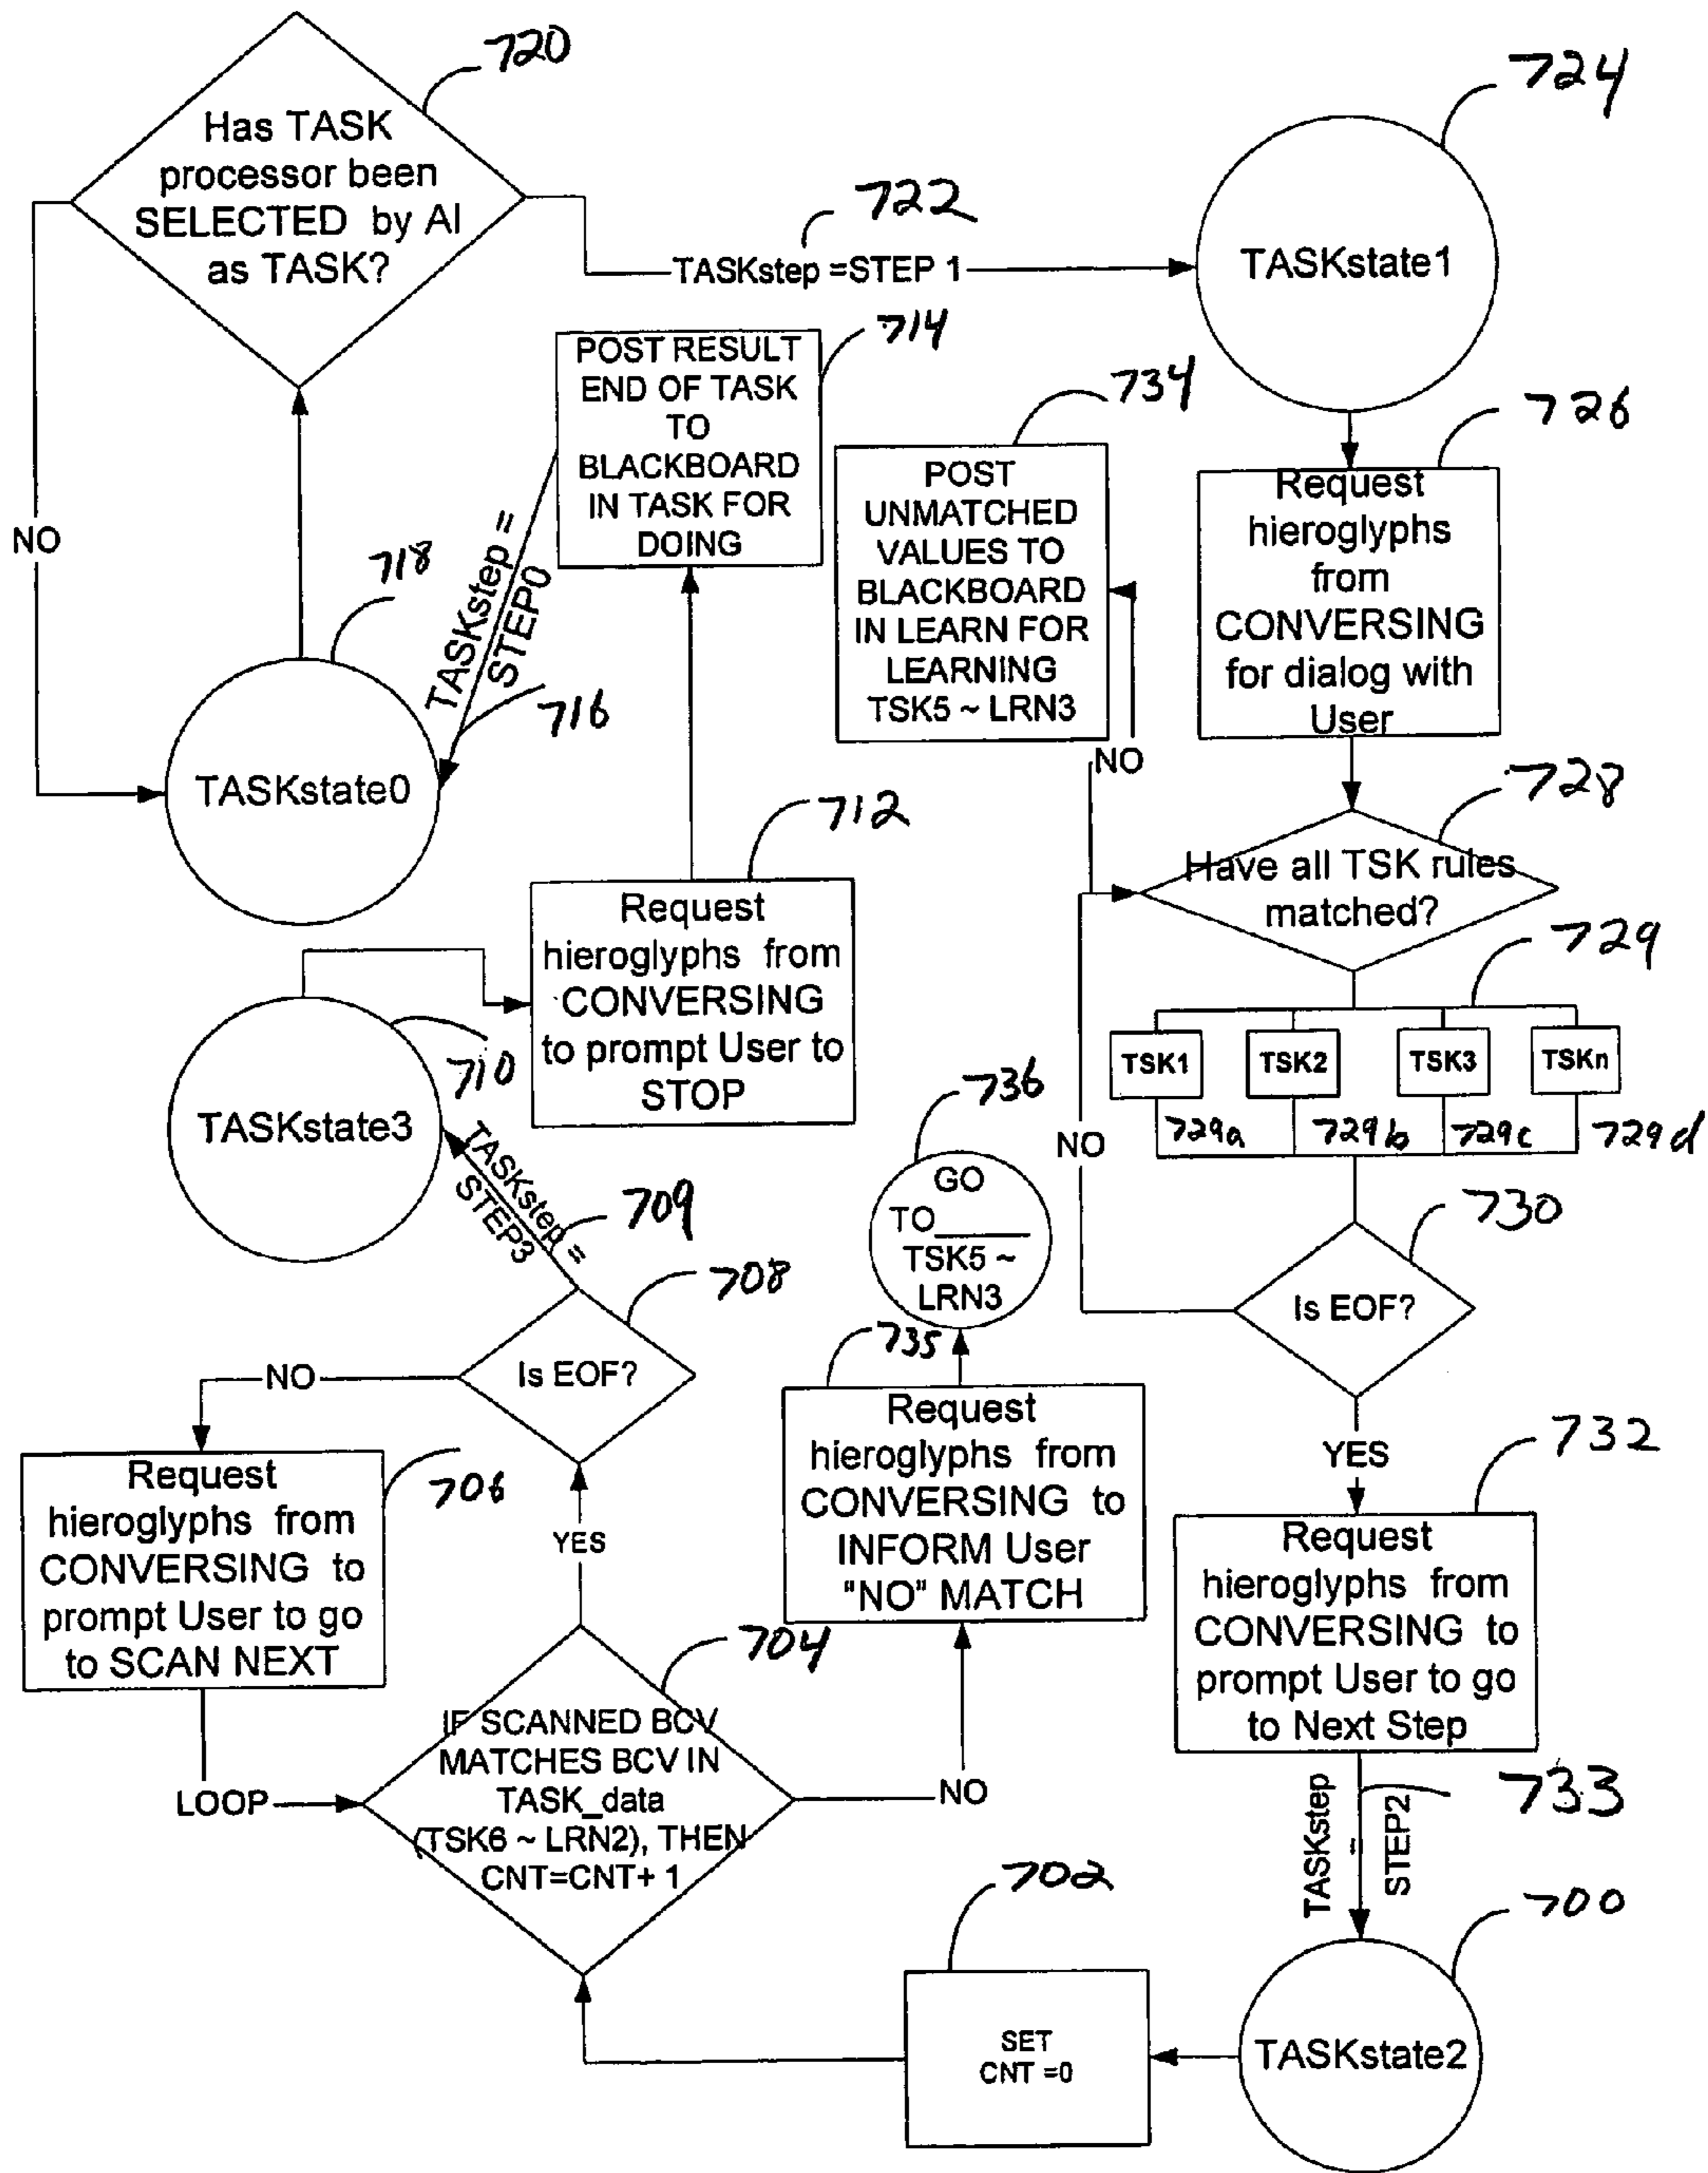 720
Has TASK
processor been
SELECTED by AI
as TASK?
NO
722
TASKstep =STEP 1
724
TASKstate1
714
POST RESULT
END OF TASK
TO
BLACKBOARD
IN TASK FOR
DOING
TASKstep =
STEP0
716
718
TASKstate0
734
POST
UNMATCHED
VALUES TO
BLACKBOARD
IN LEARN FOR
LEARNING
TSK5 ~ LRN3
NO
726
Request
hieroglyphs
from
CONVERSING
for dialog with
User
728
Have all TSK rules
matched?
729
TSK1
TSK2
TSK3
TSKn
729a
729b
729c
729d
NO
730
Is EOF?
YES
712
Request
hieroglyphs from
CONVERSING
to prompt User to
STOP
710
TASKstate3
TASKstep =
STEP3
709
708
Is EOF?
NO
706
Request
hieroglyphs from
CONVERSING to
prompt User to go
to SCAN NEXT
LOOP
YES
704
IF SCANNED BCV
MATCHES BCV IN
TASK_data
(TSK6 ~ LRN2), THEN
CNT=CNT+ 1
NO
736
GO
TO______
TSK5 ~
LRN3
735
Request
hieroglyphs from
CONVERSING to
INFORM User
"NO" MATCH
732
Request
hieroglyphs from
CONVERSING to
prompt User to go
to Next Step
733
TASKstep
=
STEP2
702
SET
CNT =0
700
TASKstate2